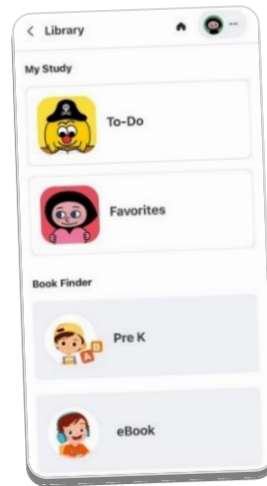 Library
My Study
To-Do
Favorites
Book Finder
Pre K
A B
eBook